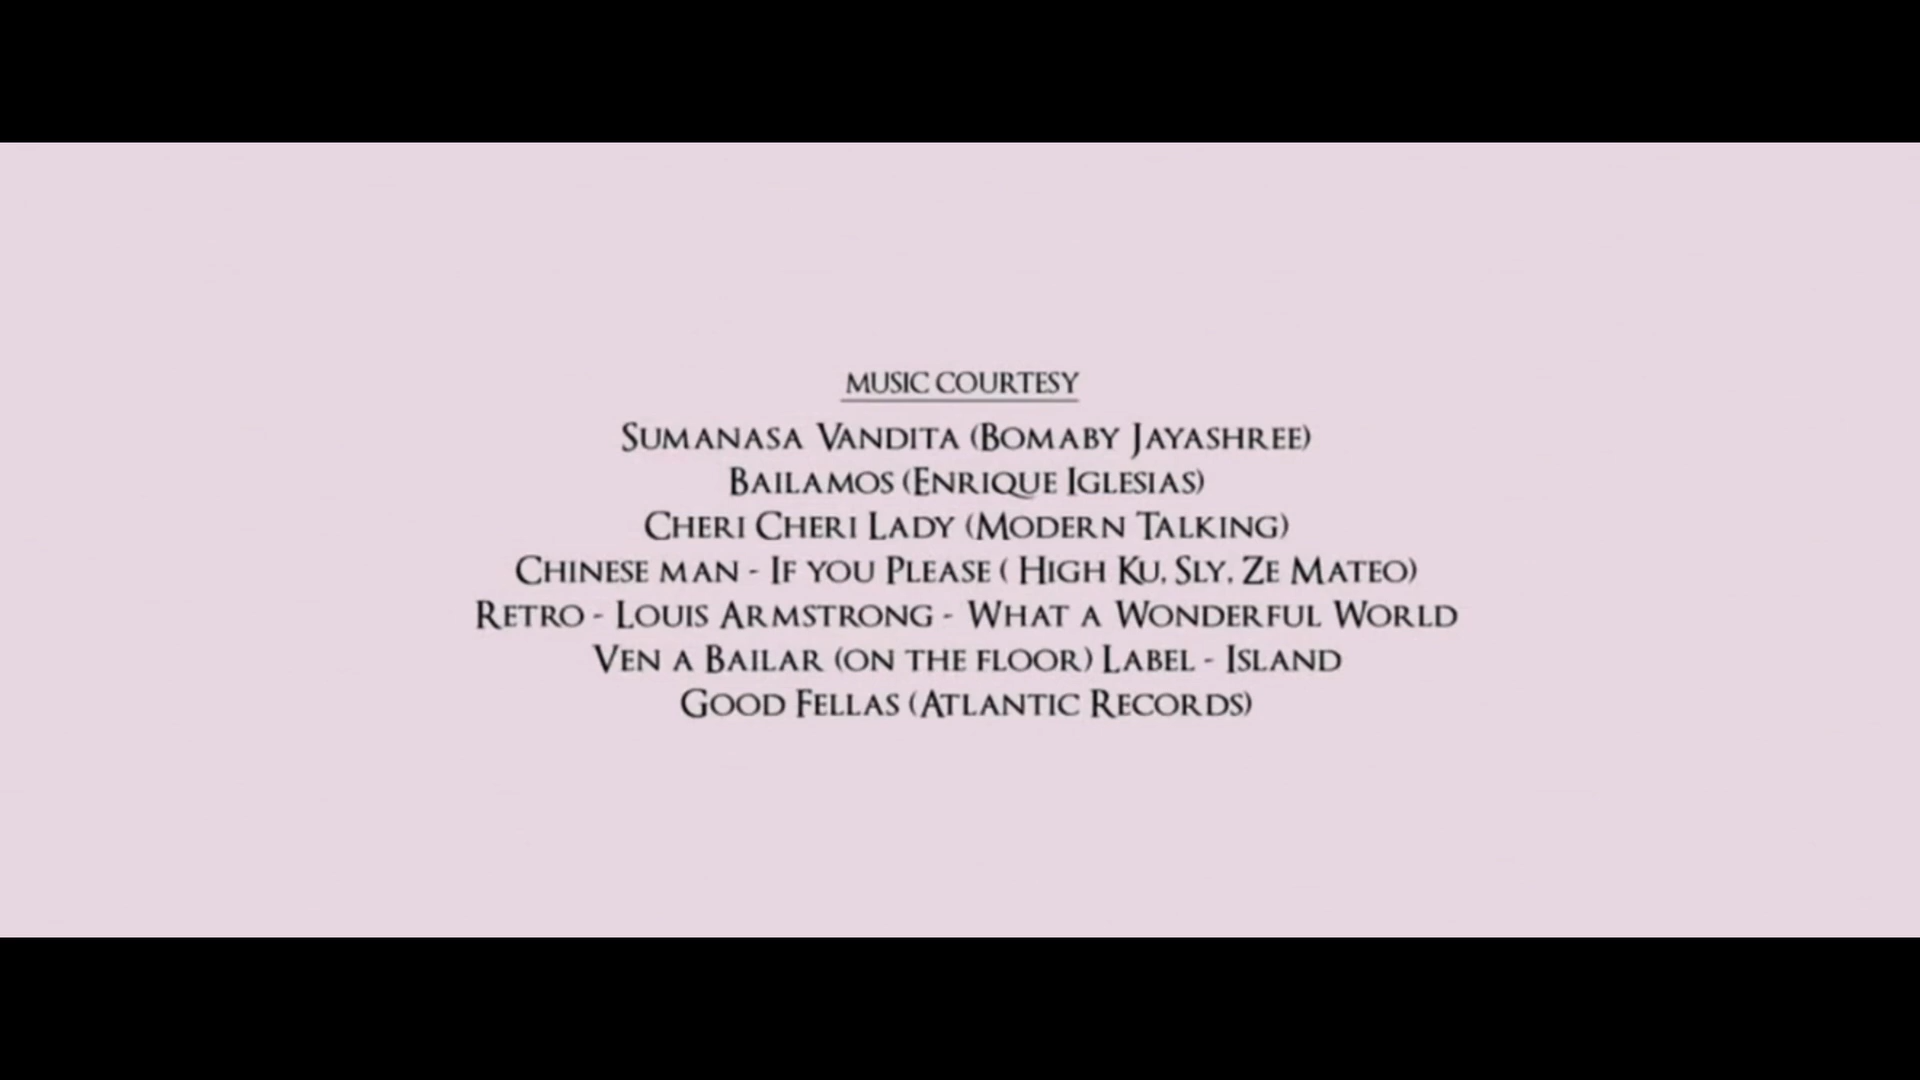 MUSIC COURTESY
SUMANASA VANDITA (BOMABY JAYASHREE)
BAILAMOS (ENRIQUE IGLESIAS)
CHERI CHERI LADY (MODERN TALKING)
CHINESE MAN - IF YOU PLEASE ( HIGH KU, SLY, ZE MATEO)
RETRO - LOUIS ARMSTRONG - WHAT A WONDERFUL WORLD
VEN A BAILAR (ON THE FLOOR) LABEL - ISLAND
GOOD FELLAS (ATLANTIC RECORDS)